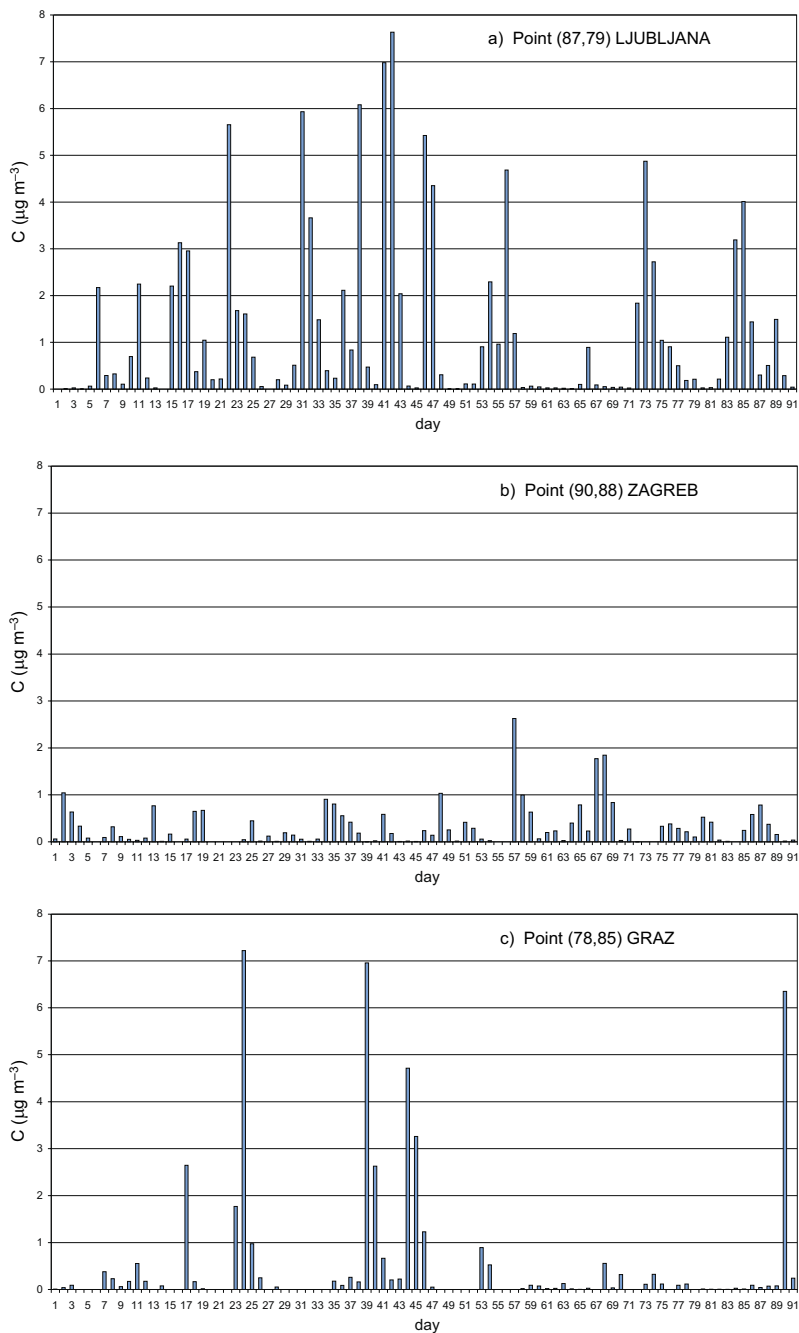 a) Point (87,79) LJUBLJANA
8
7
6
5
4
3
2
1
0
C (μg m⁻³)
1 3 5 7 9 11 13 15 17 19 21 23 25 27 29 31 33 35 37 39 41 43 45 47 49 51 53 55 57 59 61 63 65 67 69 71 73 75 77 79 81 83 85 87 89 91
day
b) Point (90,88) ZAGREB
8
7
6
5
4
3
2
1
0
C (μg m⁻³)
1 3 5 7 9 11 13 15 17 19 21 23 25 27 29 31 33 35 37 39 41 43 45 47 49 51 53 55 57 59 61 63 65 67 69 71 73 75 77 79 81 83 85 87 89 91
day
c) Point (78,85) GRAZ
8
7
6
5
4
3
2
1
0
C (μg m⁻³)
1 3 5 7 9 11 13 15 17 19 21 23 25 27 29 31 33 35 37 39 41 43 45 47 49 51 53 55 57 59 61 63 65 67 69 71 73 75 77 79 81 83 85 87 89 91
day